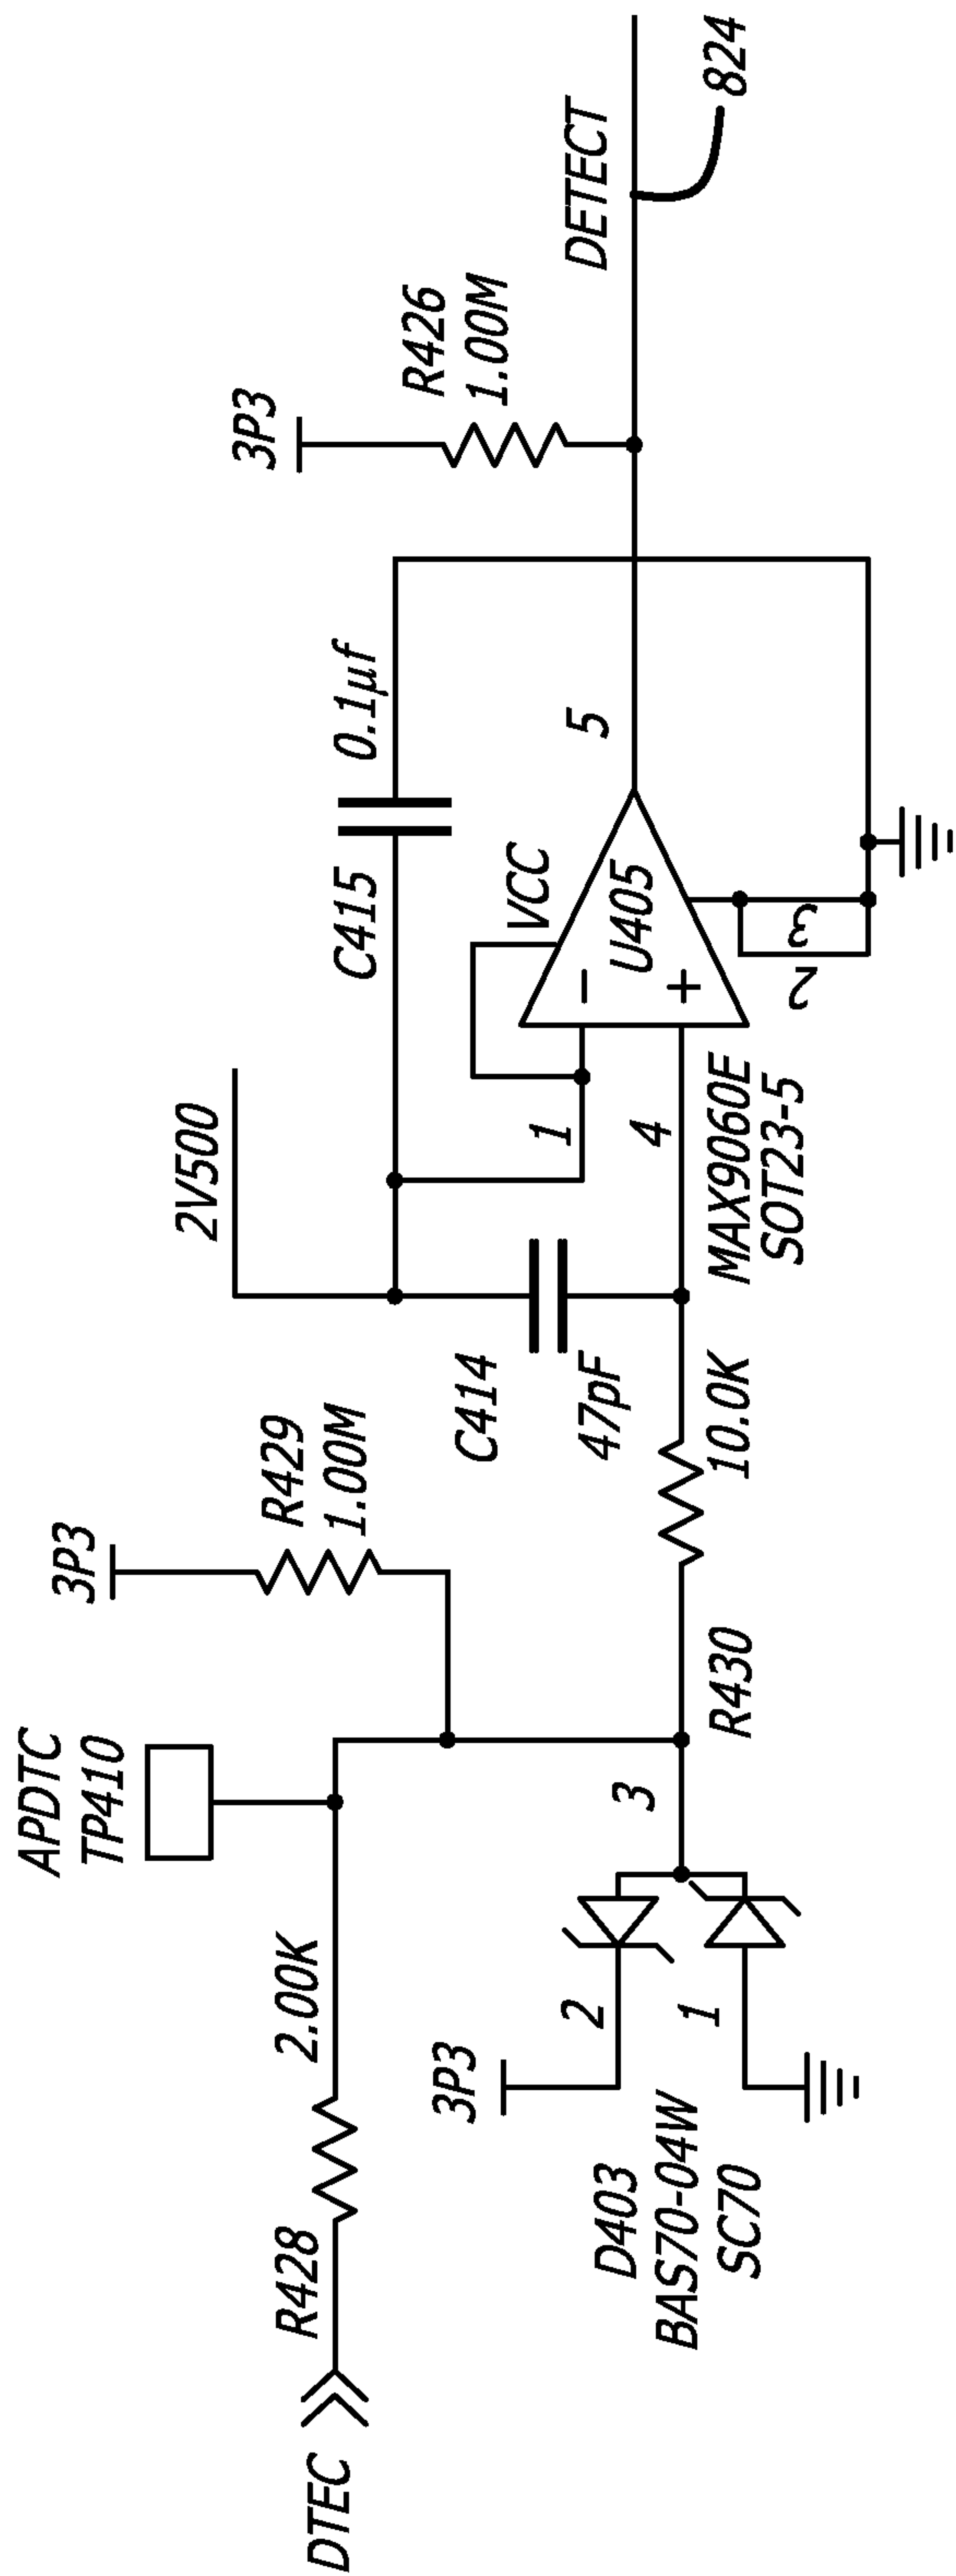 DTEC
R428
2.00K
APDTC
TP410
3P3
R429
1.00M
3P3
D403
BAS70-04W
SC70
2
1
3
R430
10.0K
2V500
C414
47pF
C415
0.1µf
1
4
VCC
−
+
U405
MAX9060E
SOT23-5
2
3
5
3P3
R426
1.00M
DETECT
824